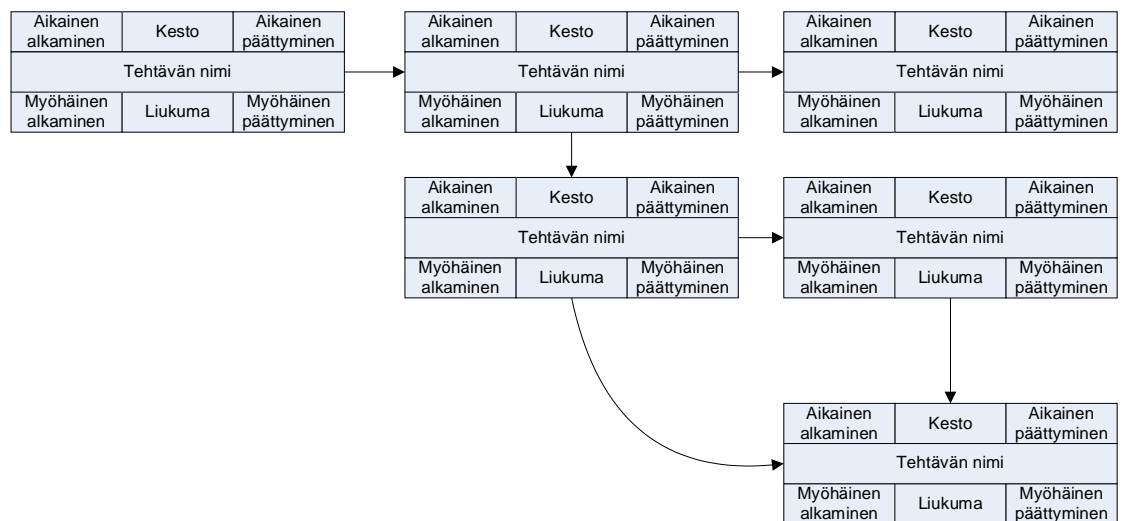 Aikainen
alkaminen
Kesto
Aikainen
päättyminen
Tehtävän nimi
Myöhäinen
alkaminen
Liukuma
Myöhäinen
päättyminen
Aikainen
alkaminen
Kesto
Aikainen
päättyminen
Tehtävän nimi
Myöhäinen
alkaminen
Liukuma
Myöhäinen
päättyminen
Aikainen
alkaminen
Kesto
Aikainen
päättyminen
Tehtävän nimi
Myöhäinen
alkaminen
Liukuma
Myöhäinen
päättyminen
Aikainen
alkaminen
Kesto
Aikainen
päättyminen
Tehtävän nimi
Myöhäinen
alkaminen
Liukuma
Myöhäinen
päättyminen
Aikainen
alkaminen
Kesto
Aikainen
päättyminen
Tehtävän nimi
Myöhäinen
alkaminen
Liukuma
Myöhäinen
päättyminen
Aikainen
alkaminen
Kesto
Aikainen
päättyminen
Tehtävän nimi
Myöhäinen
alkaminen
Liukuma
Myöhäinen
päättyminen